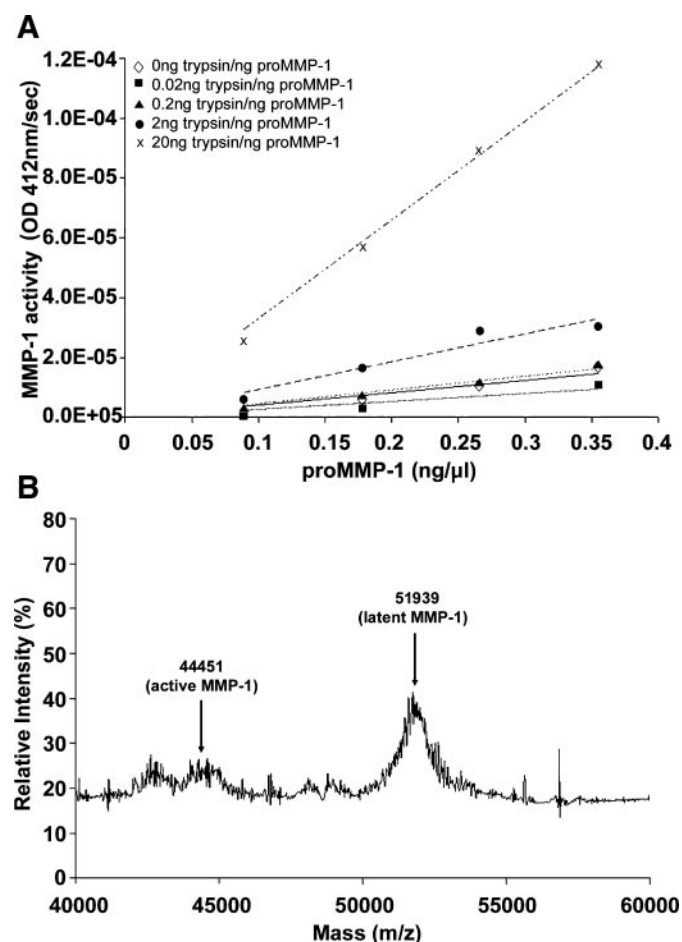 A
1.2E-04
1.0E-04
8.0E-05
6.0E-05
4.0E-05
2.0E-05
0.0E+05
MMP-1 activity (OD 412nm/sec)
◇ 0ng trypsin/ng proMMP-1
■ 0.02ng trypsin/ng proMMP-1
▲ 0.2ng trypsin/ng proMMP-1
● 2ng trypsin/ng proMMP-1
x 20ng trypsin/ng proMMP-1
0 0.05 0.1 0.15 0.2 0.25 0.3 0.35 0.4
proMMP-1 (ng/µl)
B
80
70
60
50
40
30
20
10
0
Relative Intensity (%)
51939
(latent MMP-1)
44451
(active MMP-1)
40000 45000 50000 55000 60000
Mass (m/z)